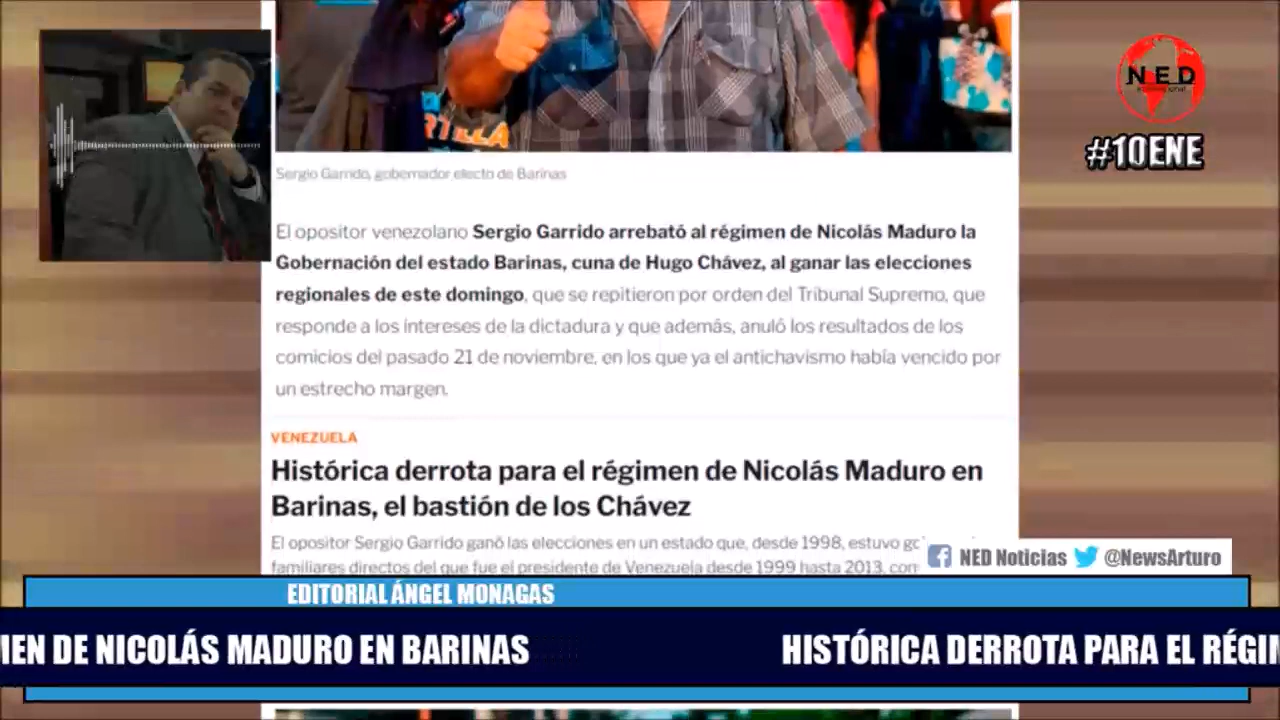 RTILLA
NED
#10ENE
Sergio Garrido, gobernador electo de Barinas
El opositor venezolano Sergio Garrido arrebató al régimen de Nicolás Maduro la
Gobernación del estado Barinas, cuna de Hugo Chávez, al ganar las elecciones
regionales de este domingo, que se repitieron por orden del Tribunal Supremo, que
responde a los intereses de la dictadura y que además, anuló los resultados de los
comicios del pasado 21 de noviembre, en los que ya el antichavismo había vencido por
un estrecho margen.
VENEZUELA
Histórica derrota para el régimen de Nicolás Maduro en
Barinas, el bastión de los Chávez
El opositor Sergio Garrido ganó las elecciones en un estado que, desde 1998, estuvo
familiares directos del que fue el presidente de Venezuela desde 1999 hasta 2013, com
NED Noticias @NewsArturo
EDITORIAL ÁNGEL MONAGAS
MEN DE NICOLÁS MADURO EN BARINAS HISTÓRICA DERROTA PARA EL RÉGIM